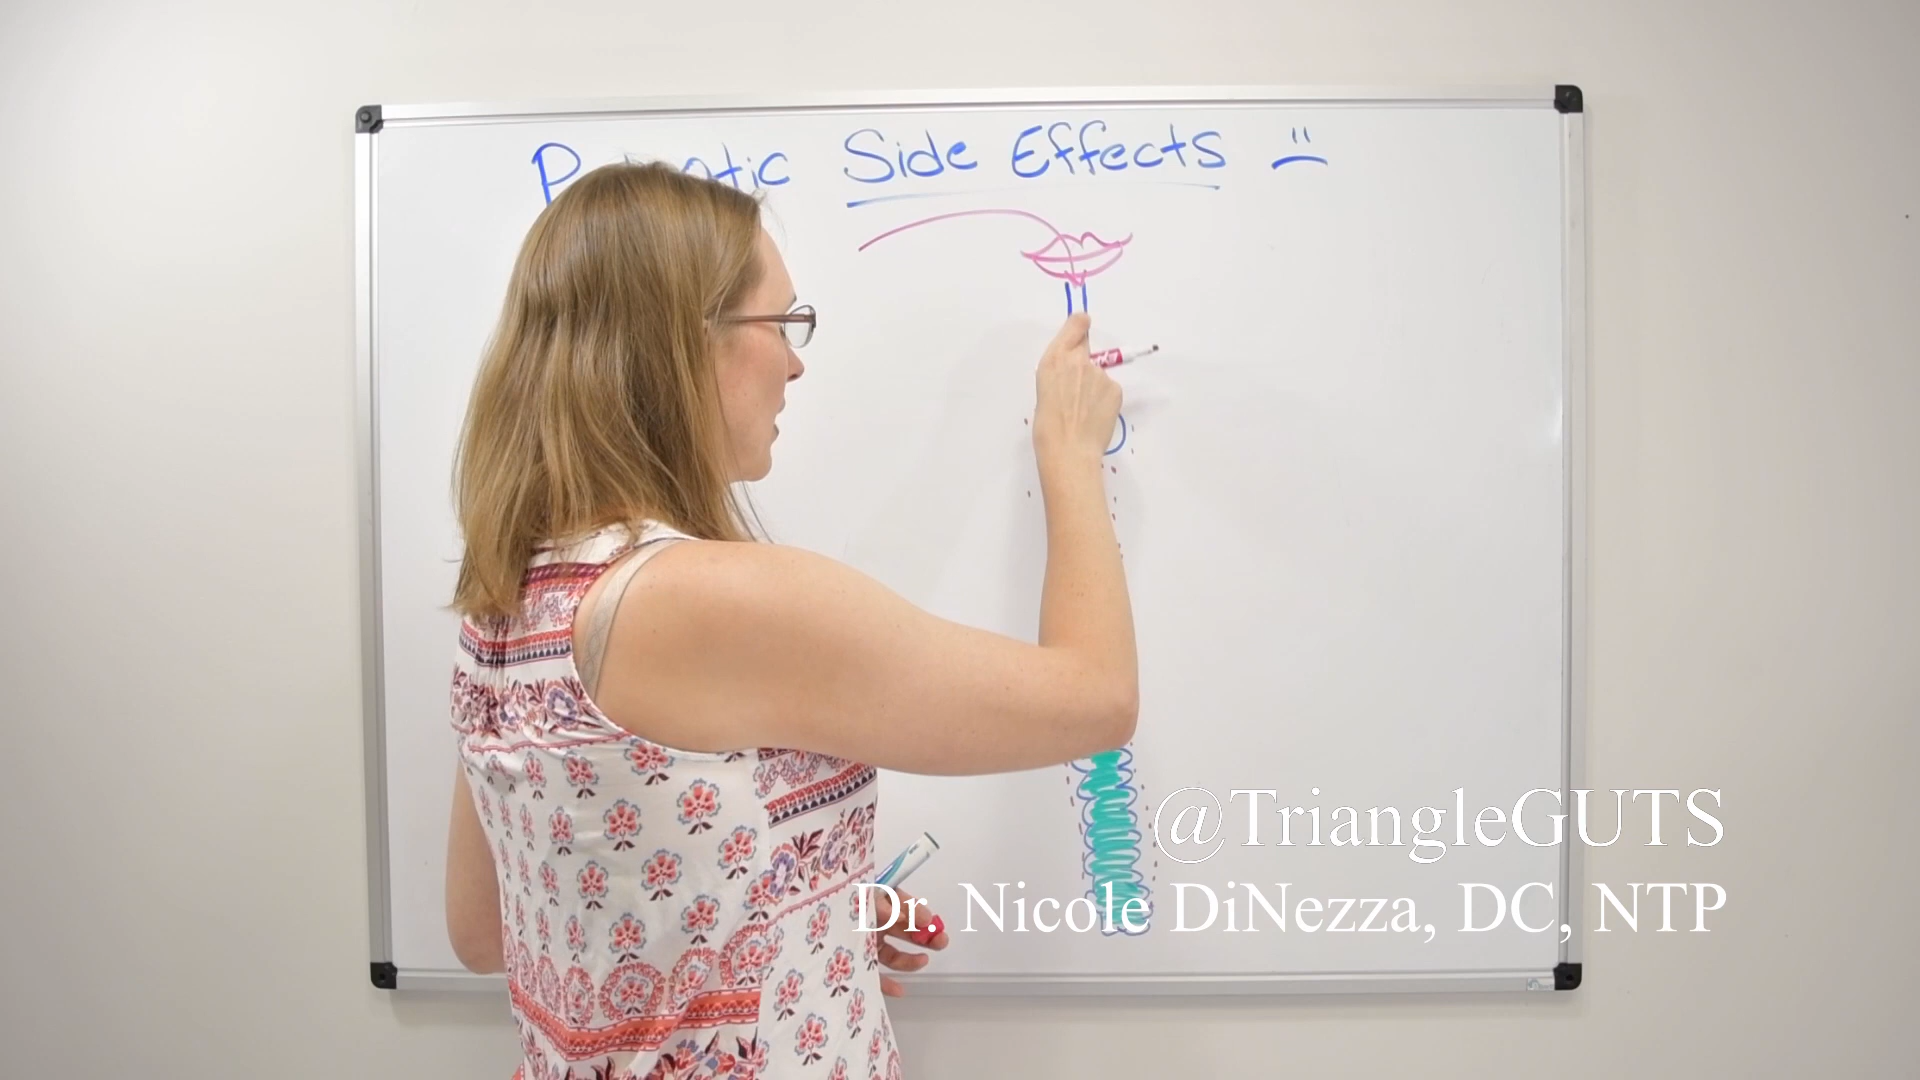 Side Effects
@TriangleGUTS
Dr. Nicole DiNezza, DC, NTP